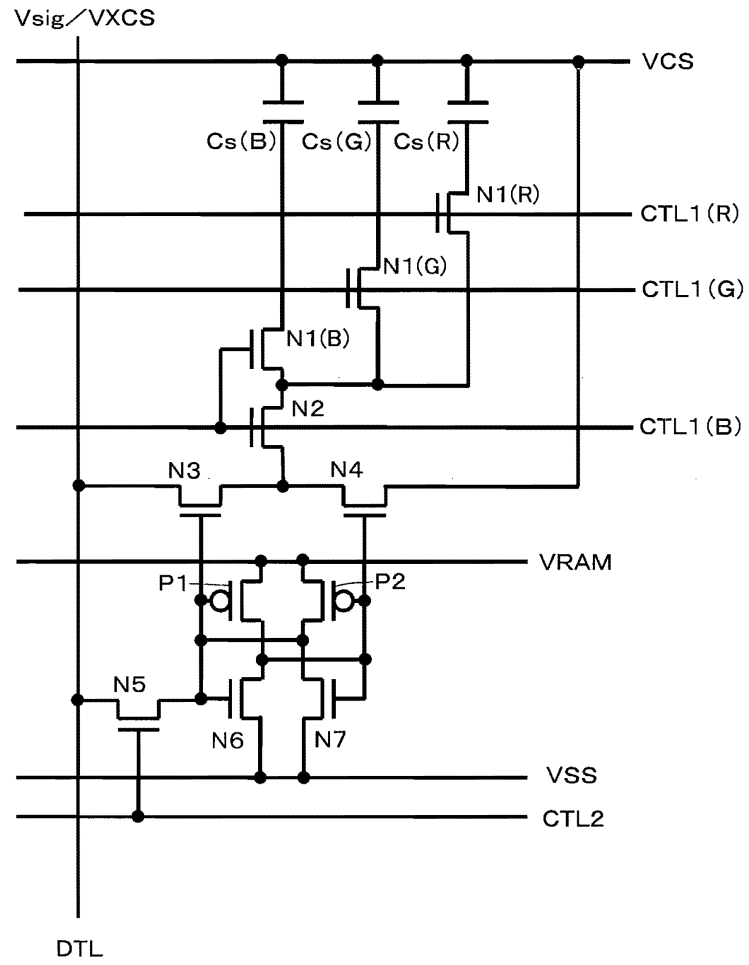 Vsig/VXCS
VCS
Cs(B) Cs(G) Cs(R)
N1(R)
CTL1(R)
N1(G)
CTL1(G)
N1(B)
N2
CTL1(B)
N3 N4
VRAM
P1 P2
N5
N6 N7
VSS
CTL2
DTL